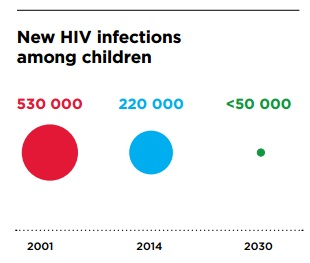 New HIV infections
among children
530 000 220 000 <50 000
2001 2014 2030